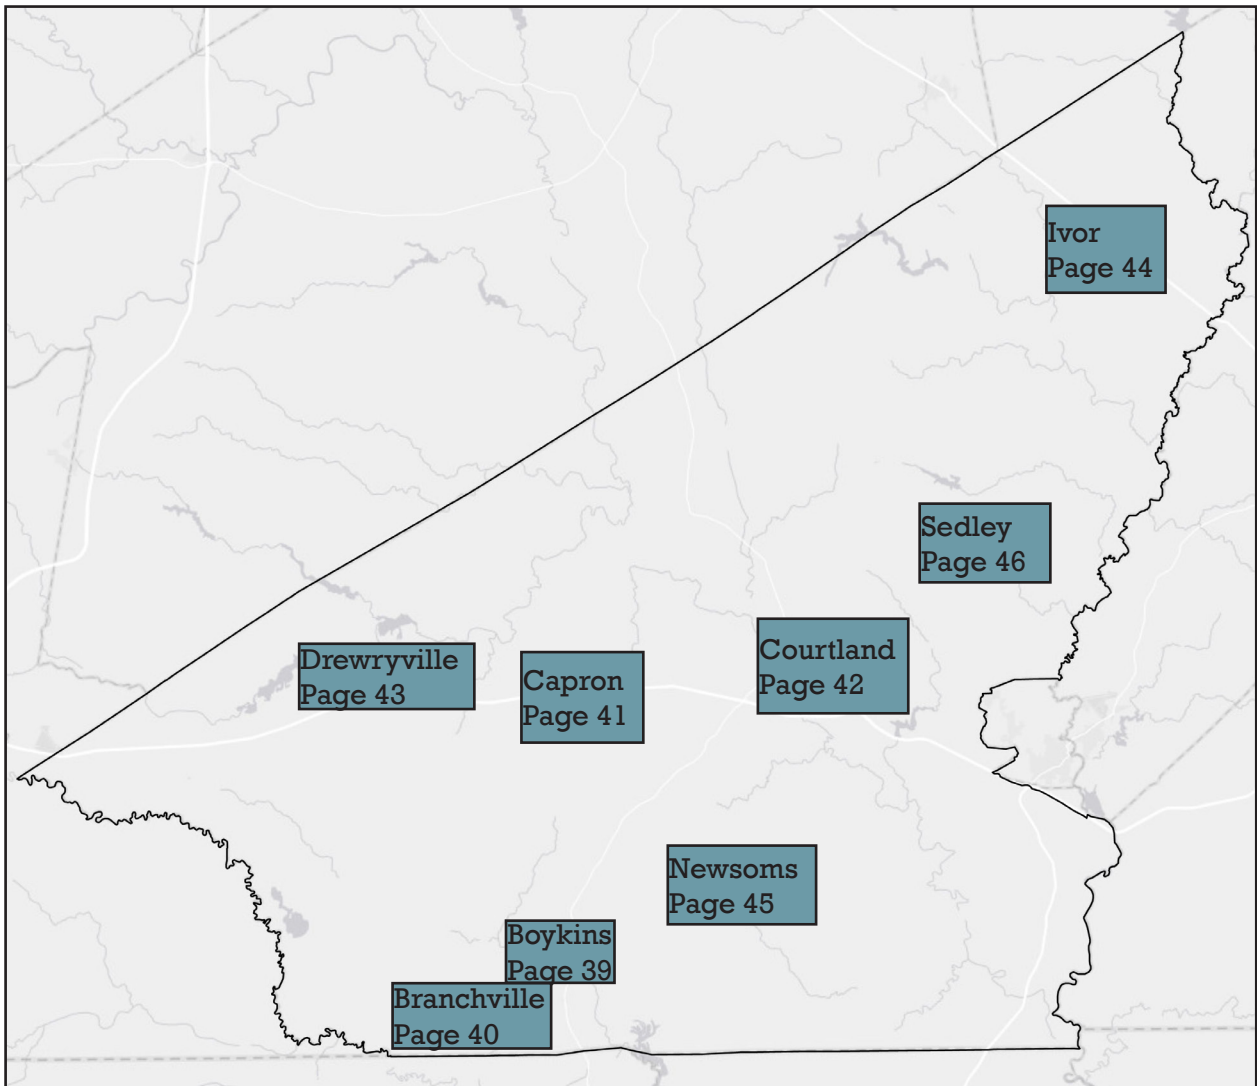 Ivor
Page 44
Sedley
Page 46
Courtland
Page 42
Drewryville
Page 43
Capron
Page 41
Newsoms
Page 45
Boykins
Page 39
Branchville
Page 40